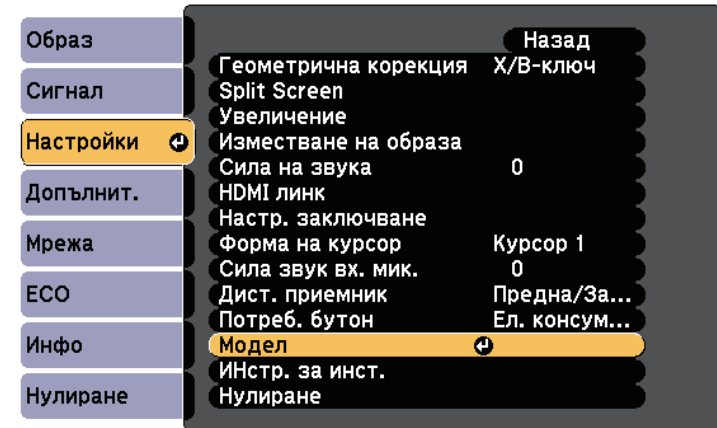 Образ
Сигнал
Настройки
Допълнит.
Мрежа
ECO
Инфо
Нулиране
Назад
Геометрична корекция Х/В-ключ
Split Screen
Увеличение
Изместване на образа
Сила на звука 0
HDMI линк
Настр. заключване
Форма на курсор Курсор 1
Сила звук вх. мик. 0
Дист. приемник Предна/За...
Потреб. бутон Ел. консум...
Модел
ИНстр. за инст.
Нулиране